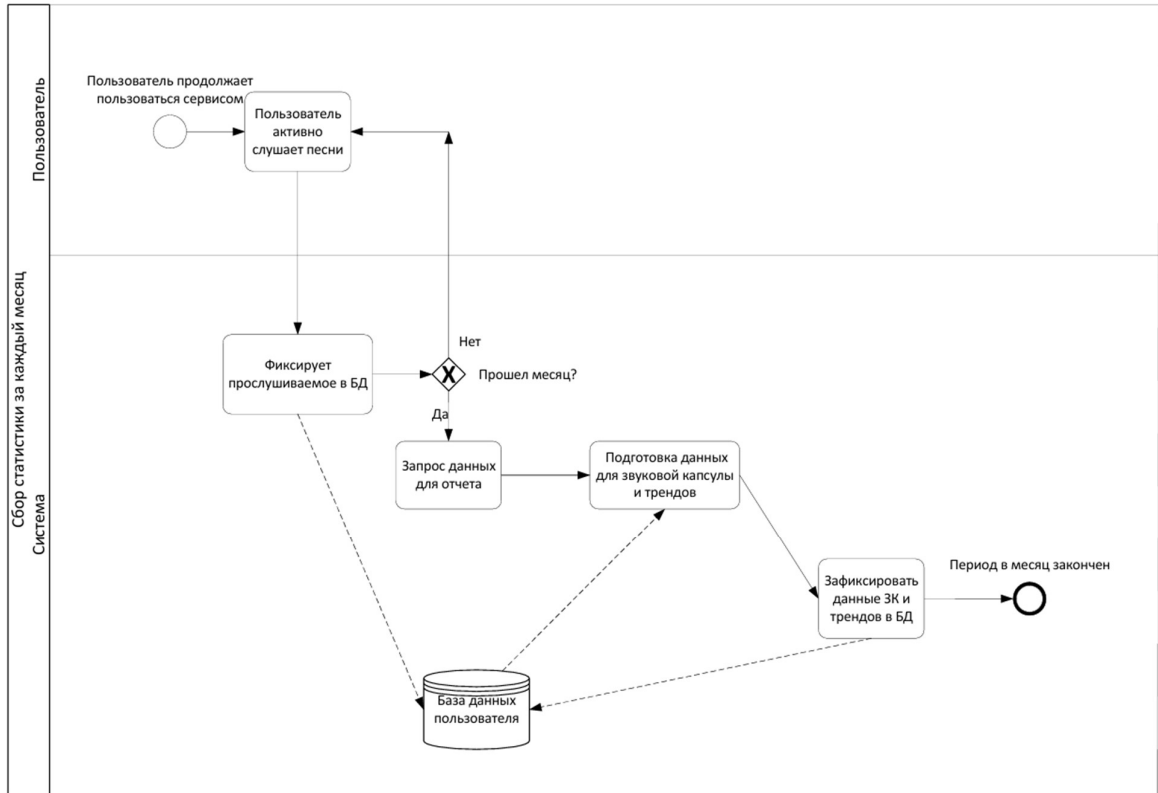 Сбор статистики за каждый месяц
Пользователь
Пользователь продолжает
пользоваться сервисом
Пользователь
активно
слушает песни
Система
Фиксирует
прослушиваемое в БД
Нет
X
Прошел месяц?
Да
Запрос данных
для отчета
Подготовка данных
для звуковой капсулы
и трендов
Зафиксировать
данные ЗК и
трендов в БД
Период в месяц закончен
База данных
пользователя